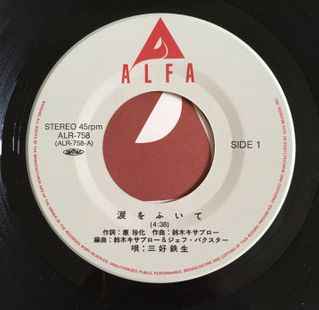 ALFA
STEREO 45rpm
ALR-758
(ALR-758-A)
SIDE 1
涙をふいて
(4:38)
作詞：康 珍化 作曲：鈴木キサブロー
編曲：鈴木キサブロー＆ジェフ・バクスター
唄：三好鉄生